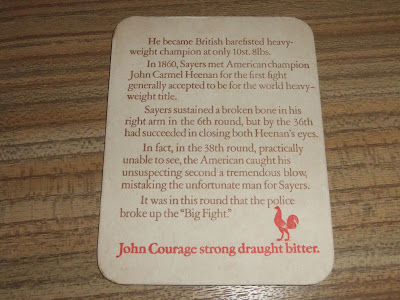 He became British barefisted heavy-
weight champion at only 10st. 8lbs.
In 1860, Sayers met American champion
John Carmel Heenan for the first fight
generally accepted to be for the world heavy-
weight title.
Sayers sustained a broken bone in his
right arm in the 6th round, but by the 36th
had succeeded in closing both Heenan's eyes.
In fact, in the 38th round, practically
unable to see, the American caught his
unsuspecting second a tremendous blow,
mistaking the unfortunate man for Sayers.
It was in this round that the police
broke up the "Big Fight."
John Courage strong draught bitter.